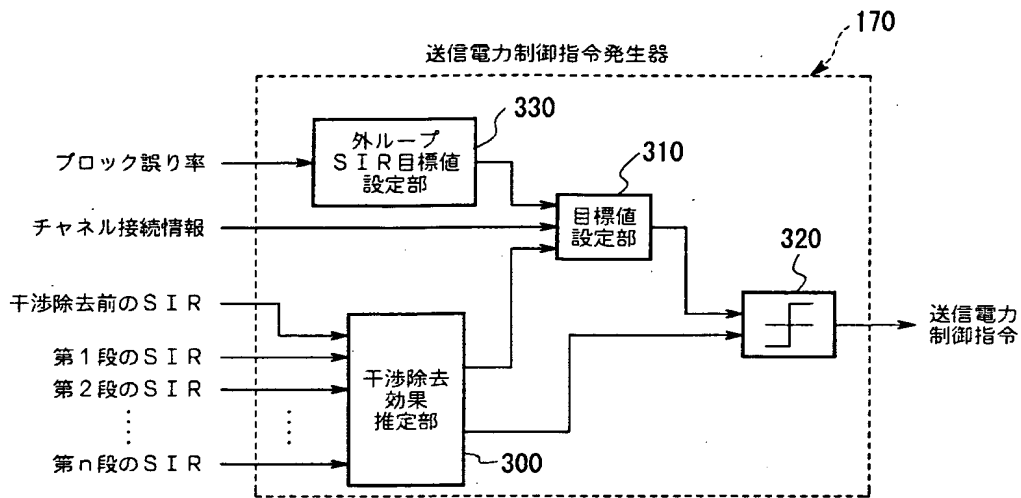 170
送信電力制御指令発生器
330
外ループ
ＳＩＲ目標値
設定部
ブロック誤り率
310
目標値
設定部
チャネル接続情報
320
干渉除去前のＳＩＲ
送信電力
制御指令
第１段のＳＩＲ
第２段のＳＩＲ
干渉除去
効果
推定部
第ｎ段のＳＩＲ
300